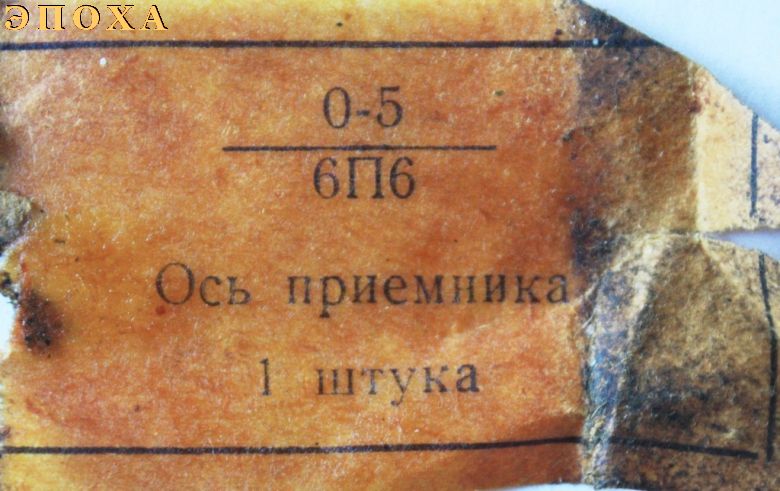 ЭПОХА
0-5
6П6
Ось приемника
1 штука